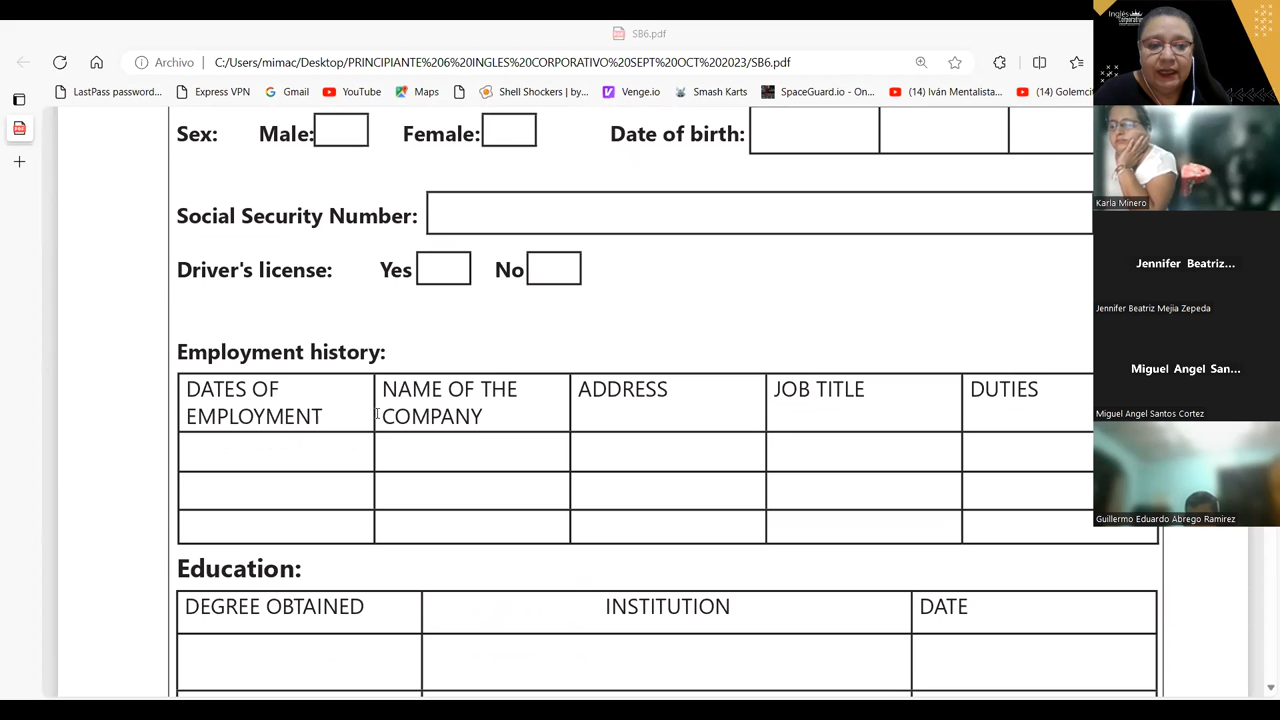 SB6.pdf
Archivo C:/Users/mimac/Desktop/PRINCIPIANTE%206%20INGLES%20CORPORATIVO%20SEPT%20OCT%202023/SB6.pdf
LastPass password... Express VPN Gmail YouTube Maps Shell Shockers | by... Venge.io Smash Karts SpaceGuard.io - On... (14) Iván Mentalista... (14) Golemcit
Inglés
Corporativo
Sex: Male: Female: Date of birth:
Karla Minero
Social Security Number:
Driver's license: Yes No
Jennifer Beatriz...
Jennifer Beatriz Mejia Zepeda
Employment history:
Miguel Angel San...
Miguel Angel Santos Cortez
DATES OF EMPLOYMENT
NAME OF THE COMPANY
ADDRESS
JOB TITLE
DUTIES
Guillermo Eduardo Abrego Ramirez
Education:
DEGREE OBTAINED INSTITUTION DATE